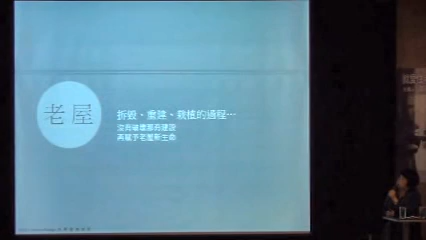 老屋
拆毀、重建、栽植的過程…
沒有破壞那有建設
再賦予老屋新生命